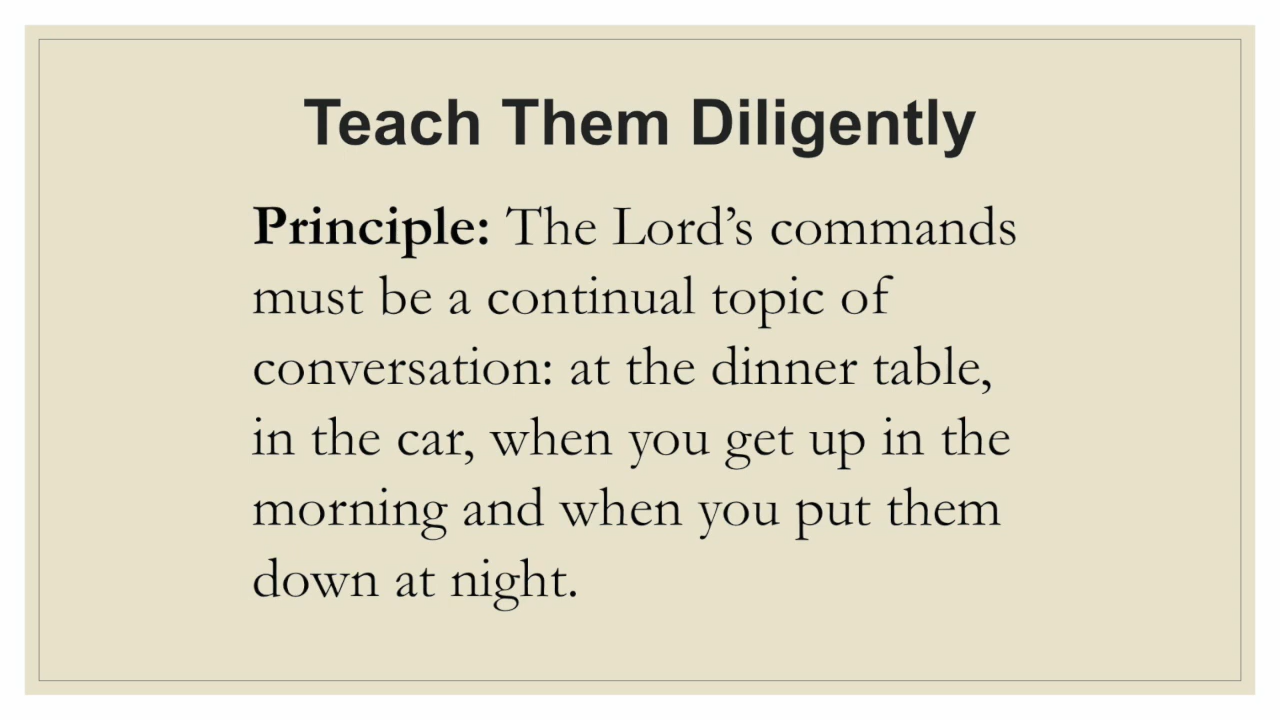 Teach Them Diligently
Principle: The Lord’s commands
must be a continual topic of
conversation: at the dinner table,
in the car, when you get up in the
morning and when you put them
down at night.